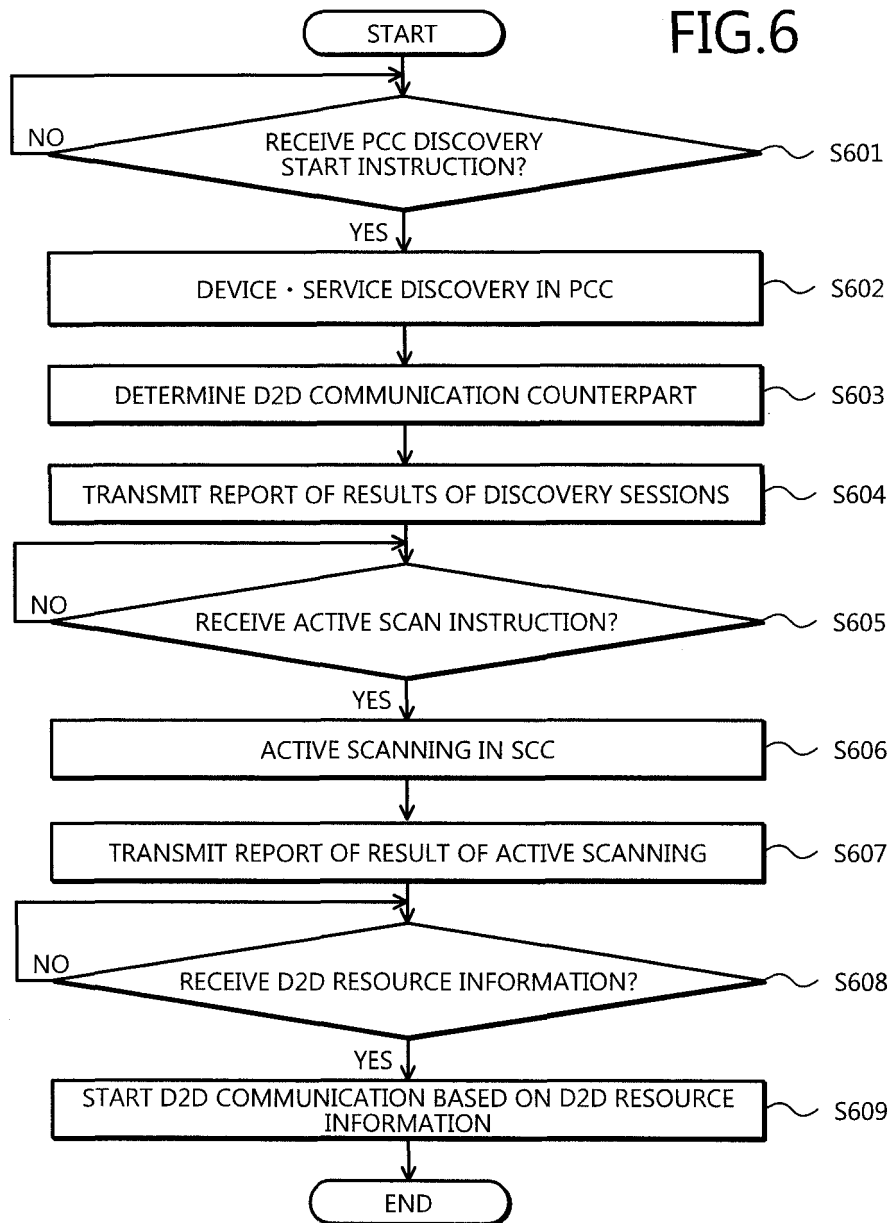 FIG.6
START
NO
RECEIVE PCC DISCOVERY
START INSTRUCTION?
S601
YES
DEVICE・SERVICE DISCOVERY IN PCC
S602
DETERMINE D2D COMMUNICATION COUNTERPART
S603
TRANSMIT REPORT OF RESULTS OF DISCOVERY SESSIONS
S604
NO
RECEIVE ACTIVE SCAN INSTRUCTION?
S605
YES
ACTIVE SCANNING IN SCC
S606
TRANSMIT REPORT OF RESULT OF ACTIVE SCANNING
S607
NO
RECEIVE D2D RESOURCE INFORMATION?
S608
YES
START D2D COMMUNICATION BASED ON D2D RESOURCE
INFORMATION
S609
END